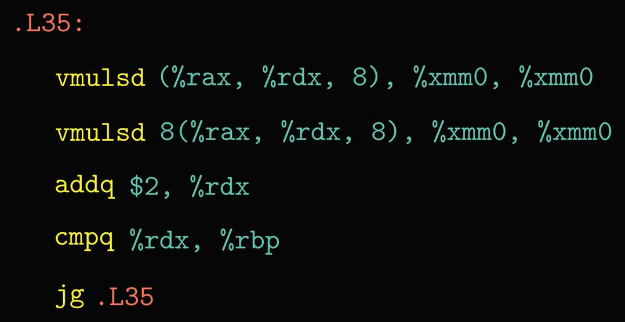 .L35:
vmulsd (%rax, %rdx, 8), %xmm0, %xmm0
vmulsd 8(%rax, %rdx, 8), %xmm0, %xmm0
addq $2, %rdx
cmpq %rdx, %rbp
jg .L35